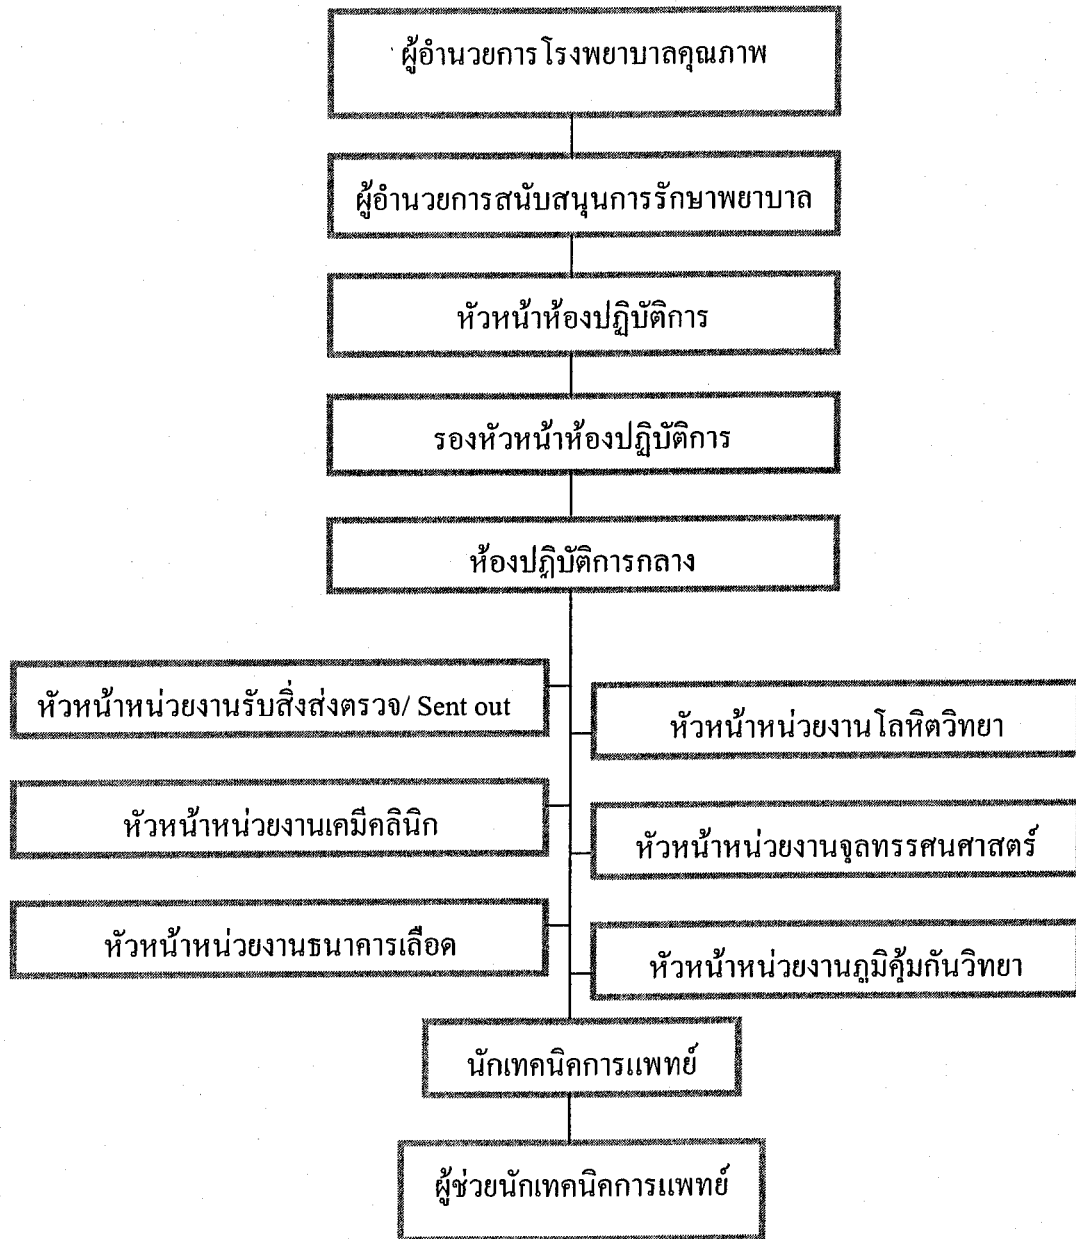 ผู้อำนวยการโรงพยาบาลคุณภาพ
ผู้อำนวยการสนับสนุนการรักษาพยาบาล
หัวหน้าห้องปฏิบัติการ
รองหัวหน้าห้องปฏิบัติการ
ห้องปฏิบัติการกลาง
หัวหน้าหน่วยงานรับสิ่งส่งตรวจ/ Sent out
หัวหน้าหน่วยงานโลหิตวิทยา
หัวหน้าหน่วยงานเคมีคลินิก
หัวหน้าหน่วยงานจุลทรรศนศาสตร์
หัวหน้าหน่วยงานธนาคารเลือด
หัวหน้าหน่วยงานภูมิคุ้มกันวิทยา
นักเทคนิคการแพทย์
ผู้ช่วยนักเทคนิคการแพทย์